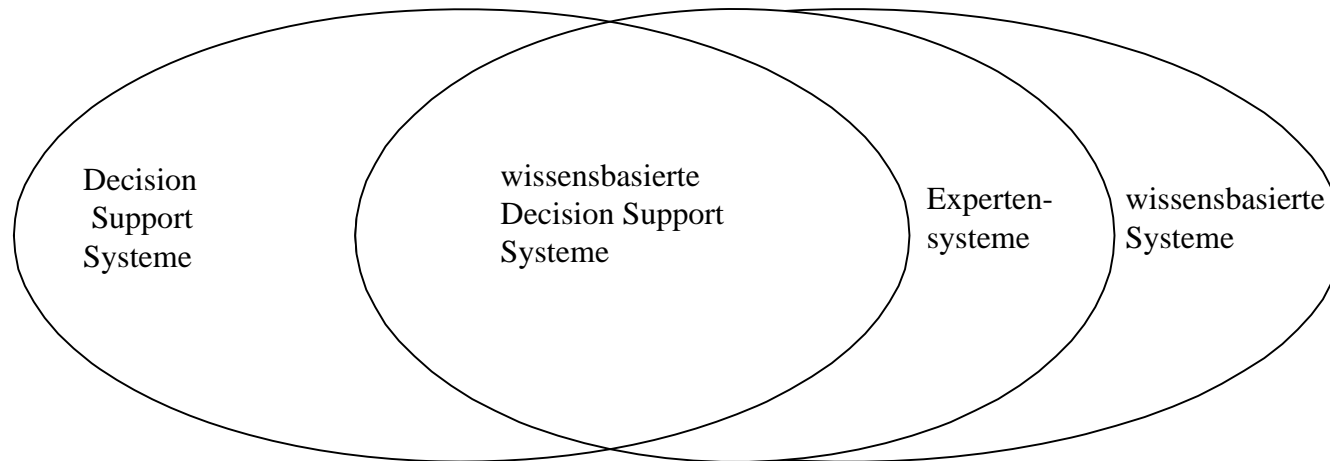 Decision
Support
Systeme
wissensbasierte
Decision Support
Systeme
Experten-
systeme
wissensbasierte
Systeme